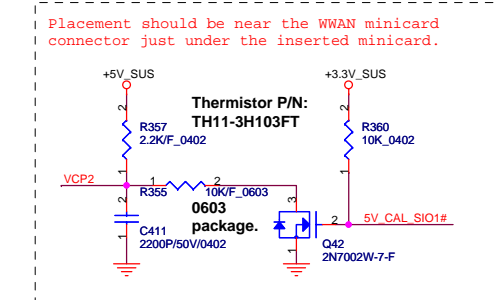 Placement should be near the WWAN minicard
connector just under the inserted minicard.
+5V_SUS
+3.3V_SUS
Thermistor P/N:
TH11-3H103FT
2
R357
2.2K/F_0402
1
2
R360
10K_0402
1
VCP2
1
2
R355
10K/F_0603
0603
package.
3
2
5V_CAL_SIO1#
2
C411
2200P/50V/0402
1
1
Q42
2N7002W-7-F